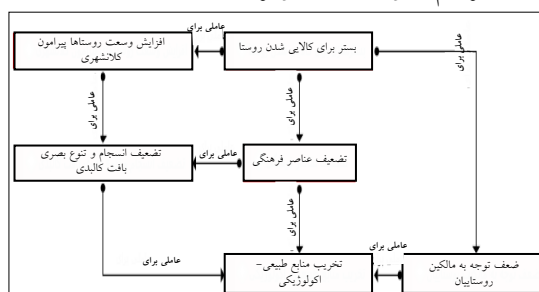 عاملی برای
افزایش وسعت روستاها پیرامون
کلانشهری
بستر برای کالایی شدن روستا
عاملی برای
عاملی برای
عاملی برای
عاملی برای
تضعیف انسجام و تنوع بصری
بافت کالبدی
تضعیف عناصر فرهنگی
عاملی برای
عاملی برای
عاملی برای
تخریب منابع طبیعی-
اکولوژیکی
ضعف توجه به مالکین
روستاییان